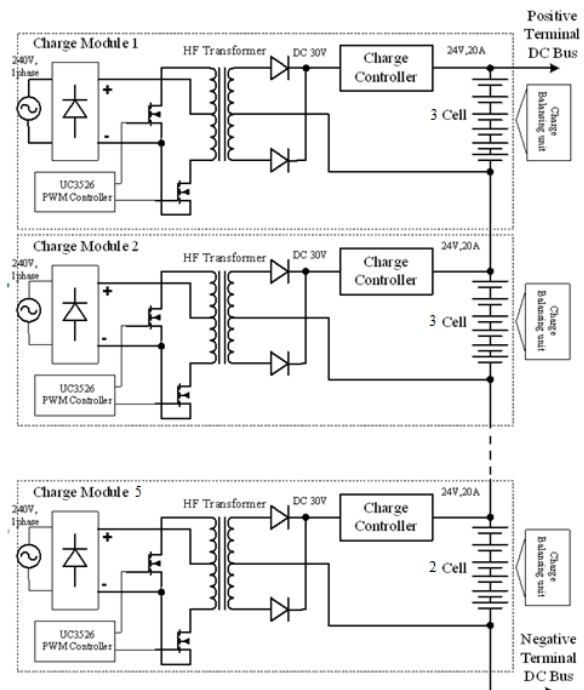 Positive
Terminal
DC Bus
Charge Module 1
HF Transformer
DC 30V
24V,20A
240V,
1phase
+
-
Charge
Controller
3 Cell
Charge
Balancing unit
UC3526
PWM Controller
Charge Module 2
HF Transformer
DC 30V
24V,20A
240V,
1phase
+
-
Charge
Controller
3 Cell
Charge
Balancing unit
UC3526
PWM Controller
Charge Module 5
HF Transformer
DC 30V
24V,20A
240V,
1phase
+
-
Charge
Controller
2 Cell
Charge
Balancing unit
UC3526
PWM Controller
Negative
Terminal
DC Bus